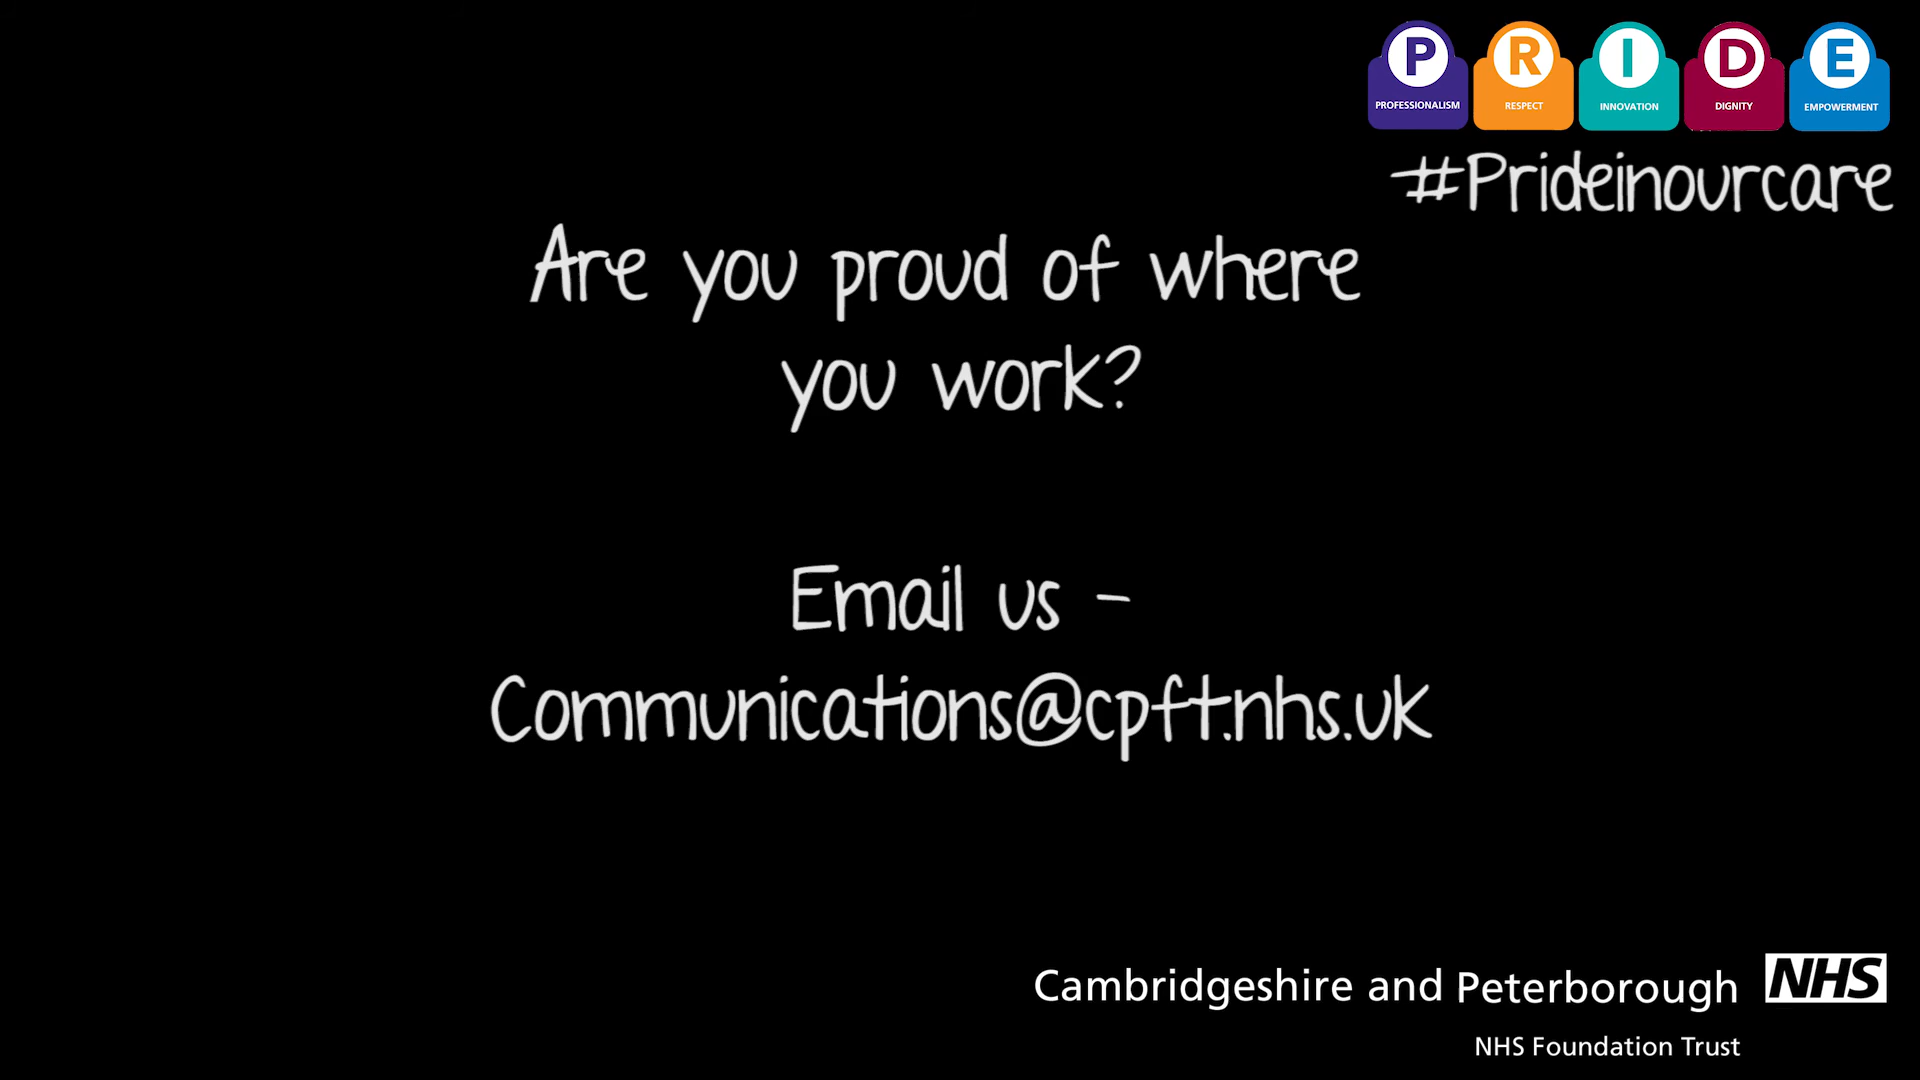 P R I D E
PROFESSIONALISM RESPECT INNOVATION DIGNITY EMPOWERMENT
#Prideinourcare
Are you proud of where
you work?
Email us -
Communications@cpft.nhs.uk
Cambridgeshire and Peterborough NHS
NHS Foundation Trust